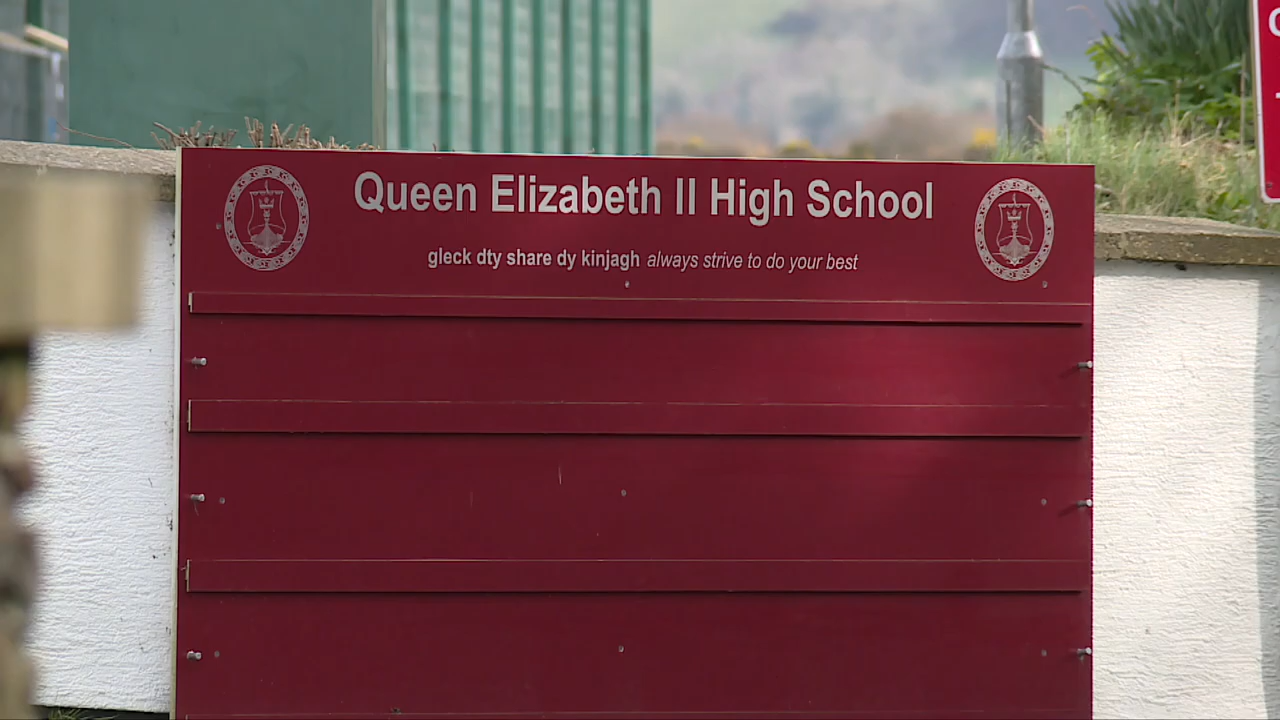 Queen Elizabeth II High School
gleck dty share dy kinjagh always strive to do your best